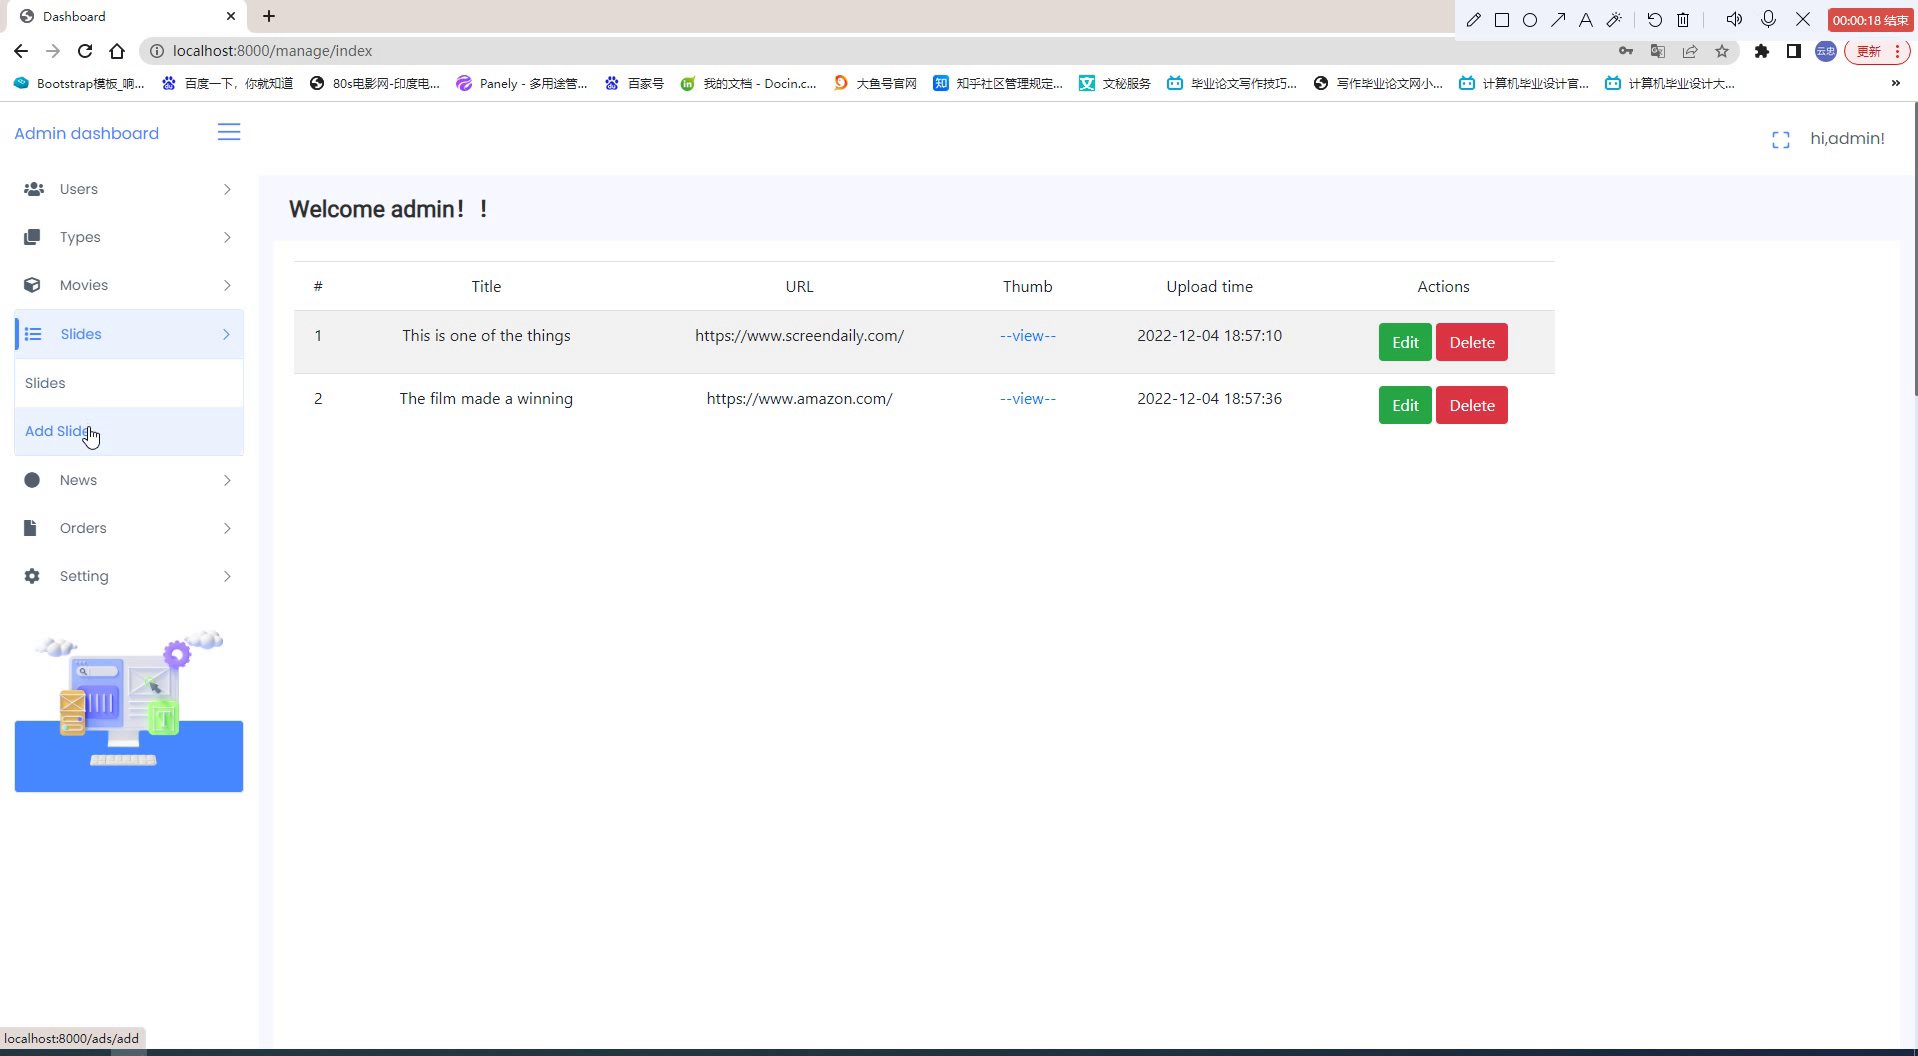 Dashboard
00:00:18 结束
localhost:8000/manage/index
云忠
更新
Bootstrap模板_响...
百度一下，你就知道
80s电影网-印度电...
Panely - 多用途管...
百家号
我的文档 - Docin.c...
大鱼号官网
知乎社区管理规定...
文秘服务
毕业论文写作技巧...
写作毕业论文网小...
计算机毕业设计官...
计算机毕业设计大...
Admin dashboard
hi,admin!
Users
Types
Movies
Slides
Slides
Add Slide
News
Orders
Setting
Welcome admin！！
# Title URL Thumb Upload time Actions
1 This is one of the things https://www.screendaily.com/ --view-- 2022-12-04 18:57:10 Edit Delete
2 The film made a winning https://www.amazon.com/ --view-- 2022-12-04 18:57:36 Edit Delete
localhost:8000/ads/add